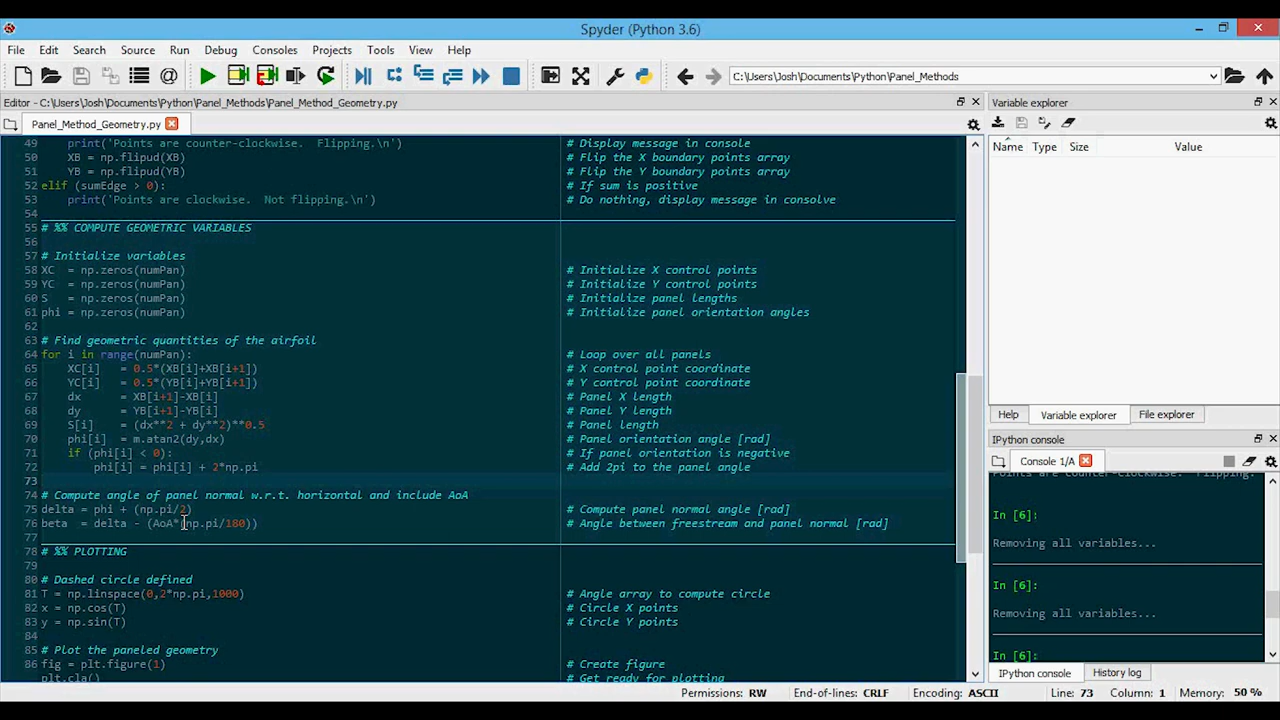 Spyder (Python 3.6)
File Edit Search Source Run Debug Consoles Projects Tools View Help
C:\Users\Josh\Documents\Python\Panel_Methods
Editor - C:\Users\Josh\Documents\Python\Panel_Methods\Panel_Method_Geometry.py
Panel_Method_Geometry.py
49 print('Points are counter-clockwise.  Flipping.\n') # Display message in console
50 XB = np.flipud(XB) # Flip the X boundary points array
51 YB = np.flipud(YB) # Flip the Y boundary points array
52 elif (sumEdge > 0): # If sum is positive
53 print('Points are clockwise.  Not flipping.\n') # Do nothing, display message in consolve
54
55 # %% COMPUTE GEOMETRIC VARIABLES
56
57 # Initialize variables
58 XC = np.zeros(numPan) # Initialize X control points
59 YC = np.zeros(numPan) # Initialize Y control points
60 S = np.zeros(numPan) # Initialize panel lengths
61 phi = np.zeros(numPan) # Initialize panel orientation angles
62
63 # Find geometric quantities of the airfoil
64 for i in range(numPan): # Loop over all panels
65 XC[i] = 0.5*(XB[i]+XB[i+1]) # X control point coordinate
66 YC[i] = 0.5*(YB[i]+YB[i+1]) # Y control point coordinate
67 dx = XB[i+1]-XB[i] # Panel X length
68 dy = YB[i+1]-YB[i] # Panel Y length
69 S[i] = (dx**2 + dy**2)**0.5 # Panel length
70 phi[i] = m.atan2(dy,dx) # Panel orientation angle [rad]
71 if (phi[i] < 0): # If panel orientation is negative
72 phi[i] = phi[i] + 2*np.pi # Add 2pi to the panel angle
73
74 # Compute angle of panel normal w.r.t. horizontal and include AoA
75 delta = phi + (np.pi/2) # Compute panel normal angle [rad]
76 beta = delta - (AoA*(np.pi/180)) # Angle between freestream and panel normal [rad]
77
78 # %% PLOTTING
79
80 # Dashed circle defined
81 T = np.linspace(0,2*np.pi,1000) # Angle array to compute circle
82 x = np.cos(T) # Circle X points
83 y = np.sin(T) # Circle Y points
84
85 # Plot the paneled geometry
86 fig = plt.figure(1) # Create figure
plt.cla() # Get ready for plotting
Variable explorer
Name Type Size Value
Help Variable explorer File explorer
IPython console
Console 1/A
Points are counter-clockwise. Flipping.
In [6]:
Removing all variables...
In [6]:
Removing all variables...
In [6]:
IPython console History log
Permissions: RW End-of-lines: CRLF Encoding: ASCII Line: 73 Column: 1 Memory: 50 %